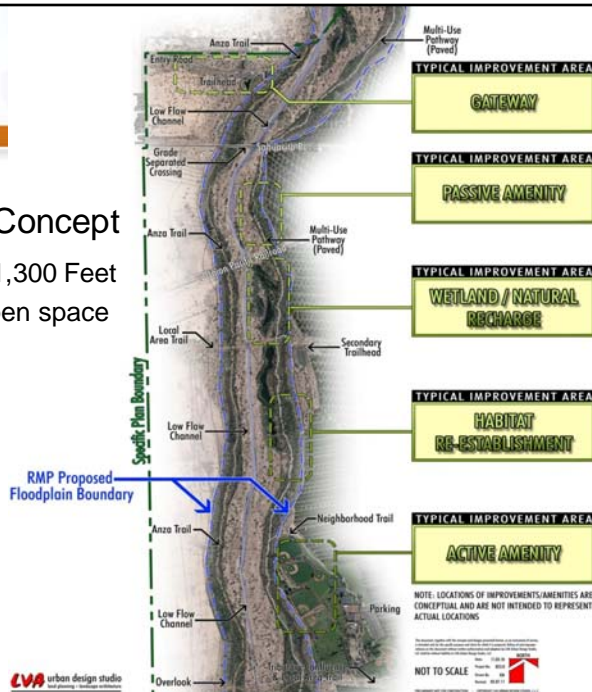 Concept
1,300 Feet
en space
Anza Trail
Entry Road
Trailhead
Low Flow
Channel
Grade
Separated
Crossing
Anza Trail
Local
Area Trail
Specific Plan Boundary
Low Flow
Channel
RMP Proposed
Floodplain Boundary
Anza Trail
Low Flow
Channel
Overlook
Multi-Use
Pathway
(Paved)
Multi-Use
Pathway
(Paved)
Secondary
Trailhead
Neighborhood Trail
Parking
TYPICAL IMPROVEMENT AREA
GATEWAY
TYPICAL IMPROVEMENT AREA
PASSIVE AMENITY
TYPICAL IMPROVEMENT AREA
WETLAND / NATURAL
RECHARGE
TYPICAL IMPROVEMENT AREA
HABITAT
RE-ESTABLISHMENT
TYPICAL IMPROVEMENT AREA
ACTIVE AMENITY
NOTE: LOCATIONS OF IMPROVEMENTS/AMENITIES ARE
CONCEPTUAL AND ARE NOT INTENDED TO REPRESENT
ACTUAL LOCATIONS
NOT TO SCALE
NORTH
LVA urban design studio